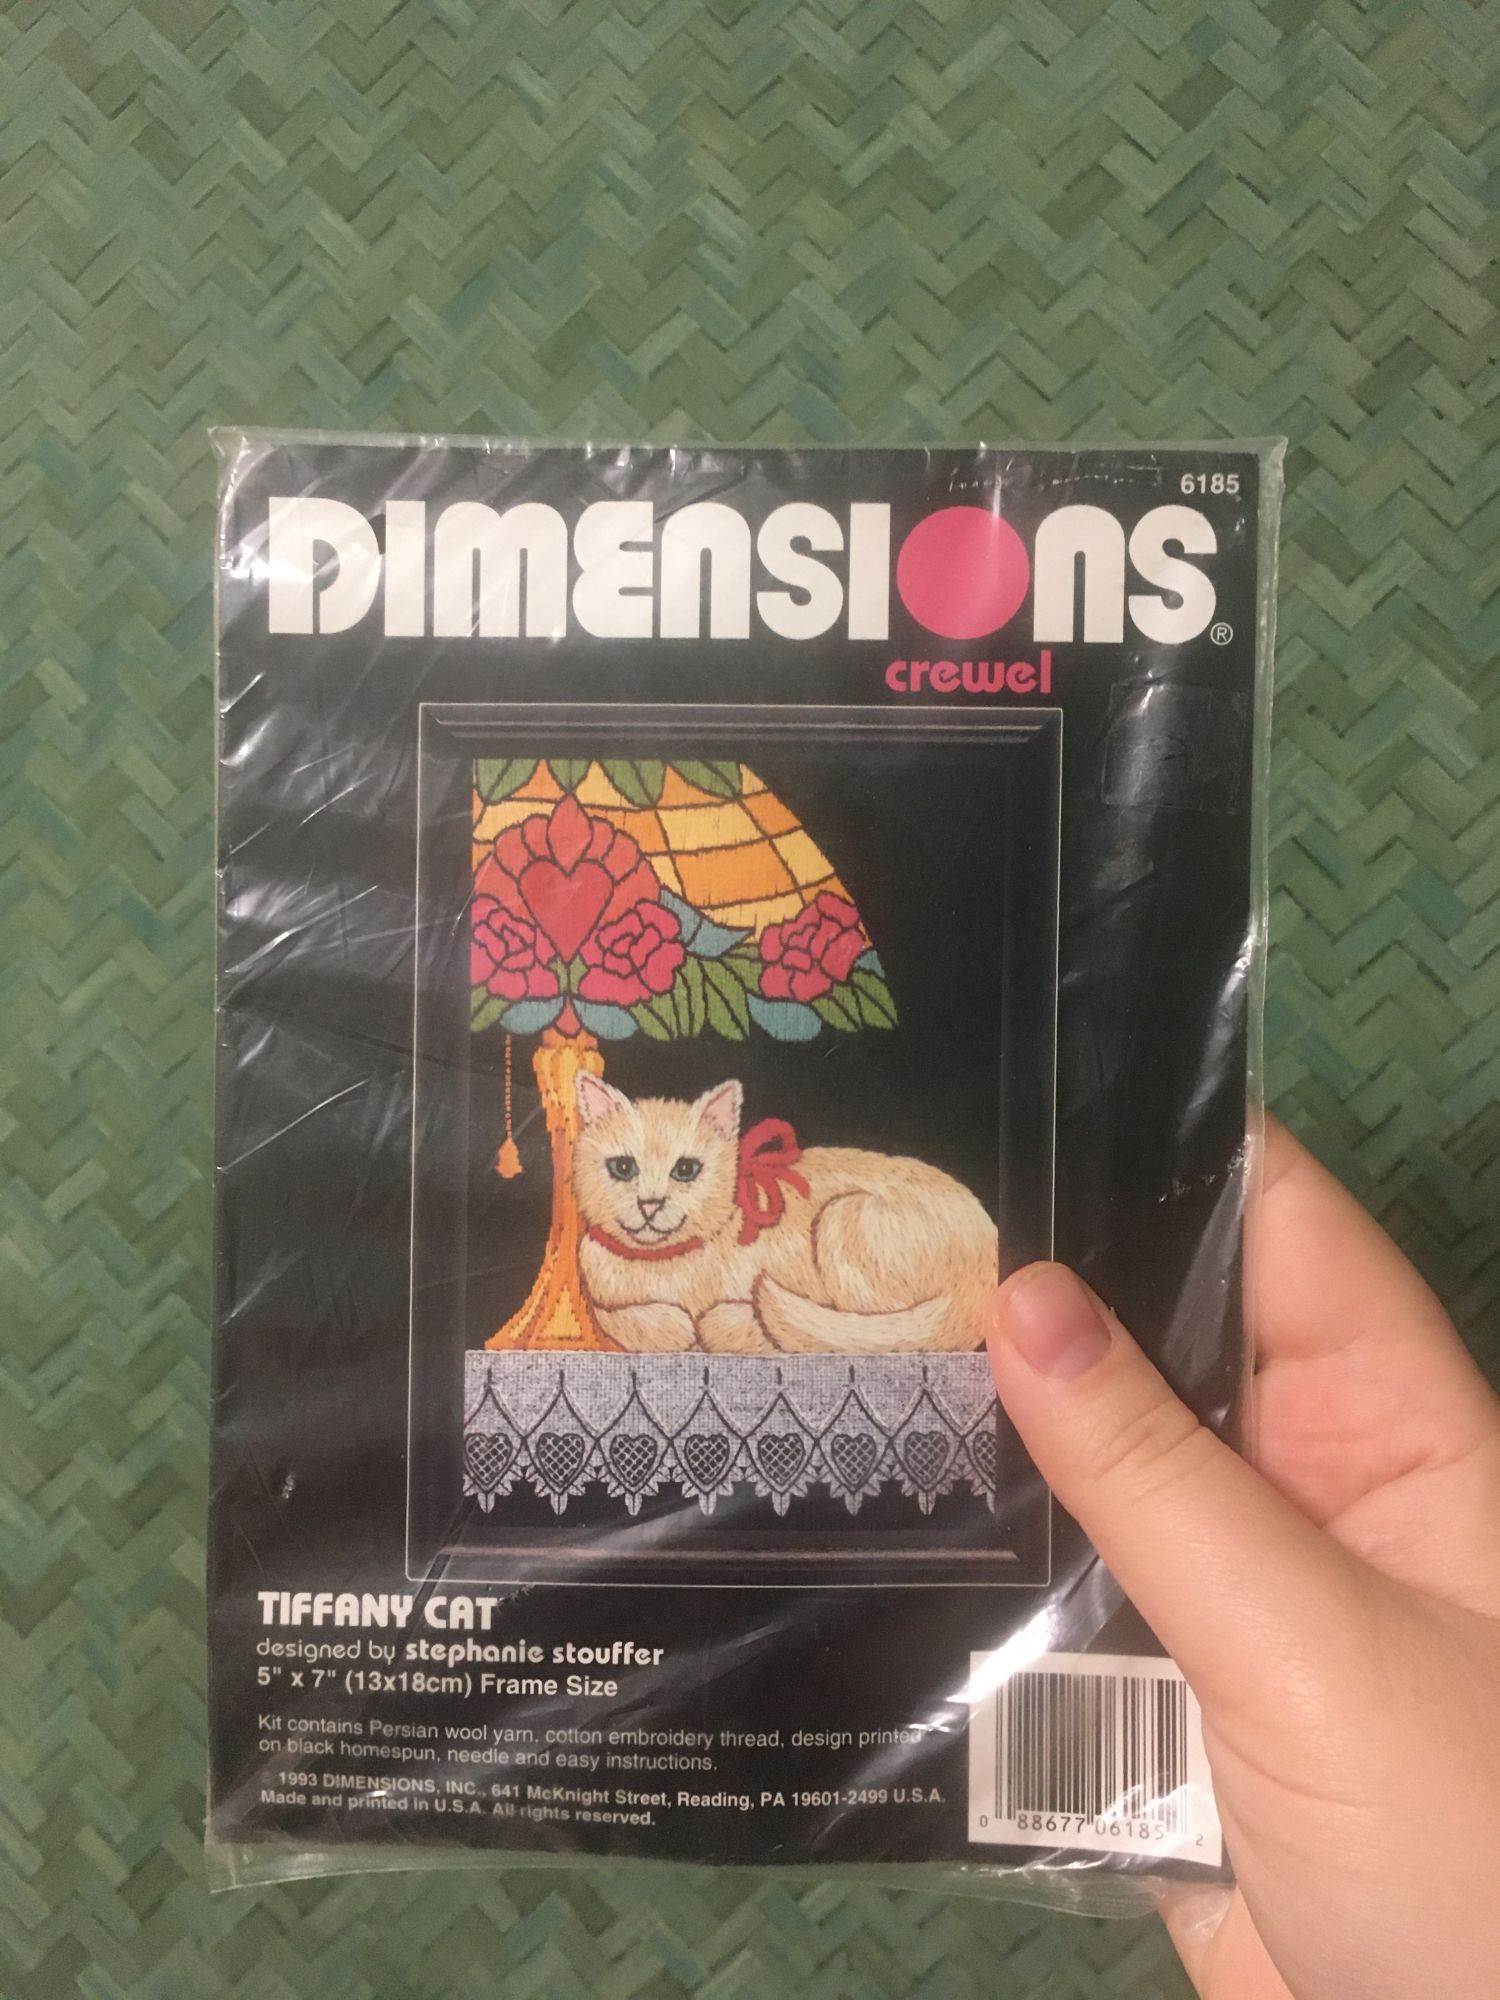 6185
DIMENSIONS®
crewel
TIFFANY CAT
designed by stephanie stouffer
5" x 7" (13x18cm) Frame Size
Kit contains Persian wool yarn, cotton embroidery thread, design printed
on black homespun, needle and easy instructions.
© 1993 DIMENSIONS, INC., 641 McKnight Street, Reading, PA 19601-2499 U.S.A.
Made and printed in U.S.A. All rights reserved.
0 88677 06185 2